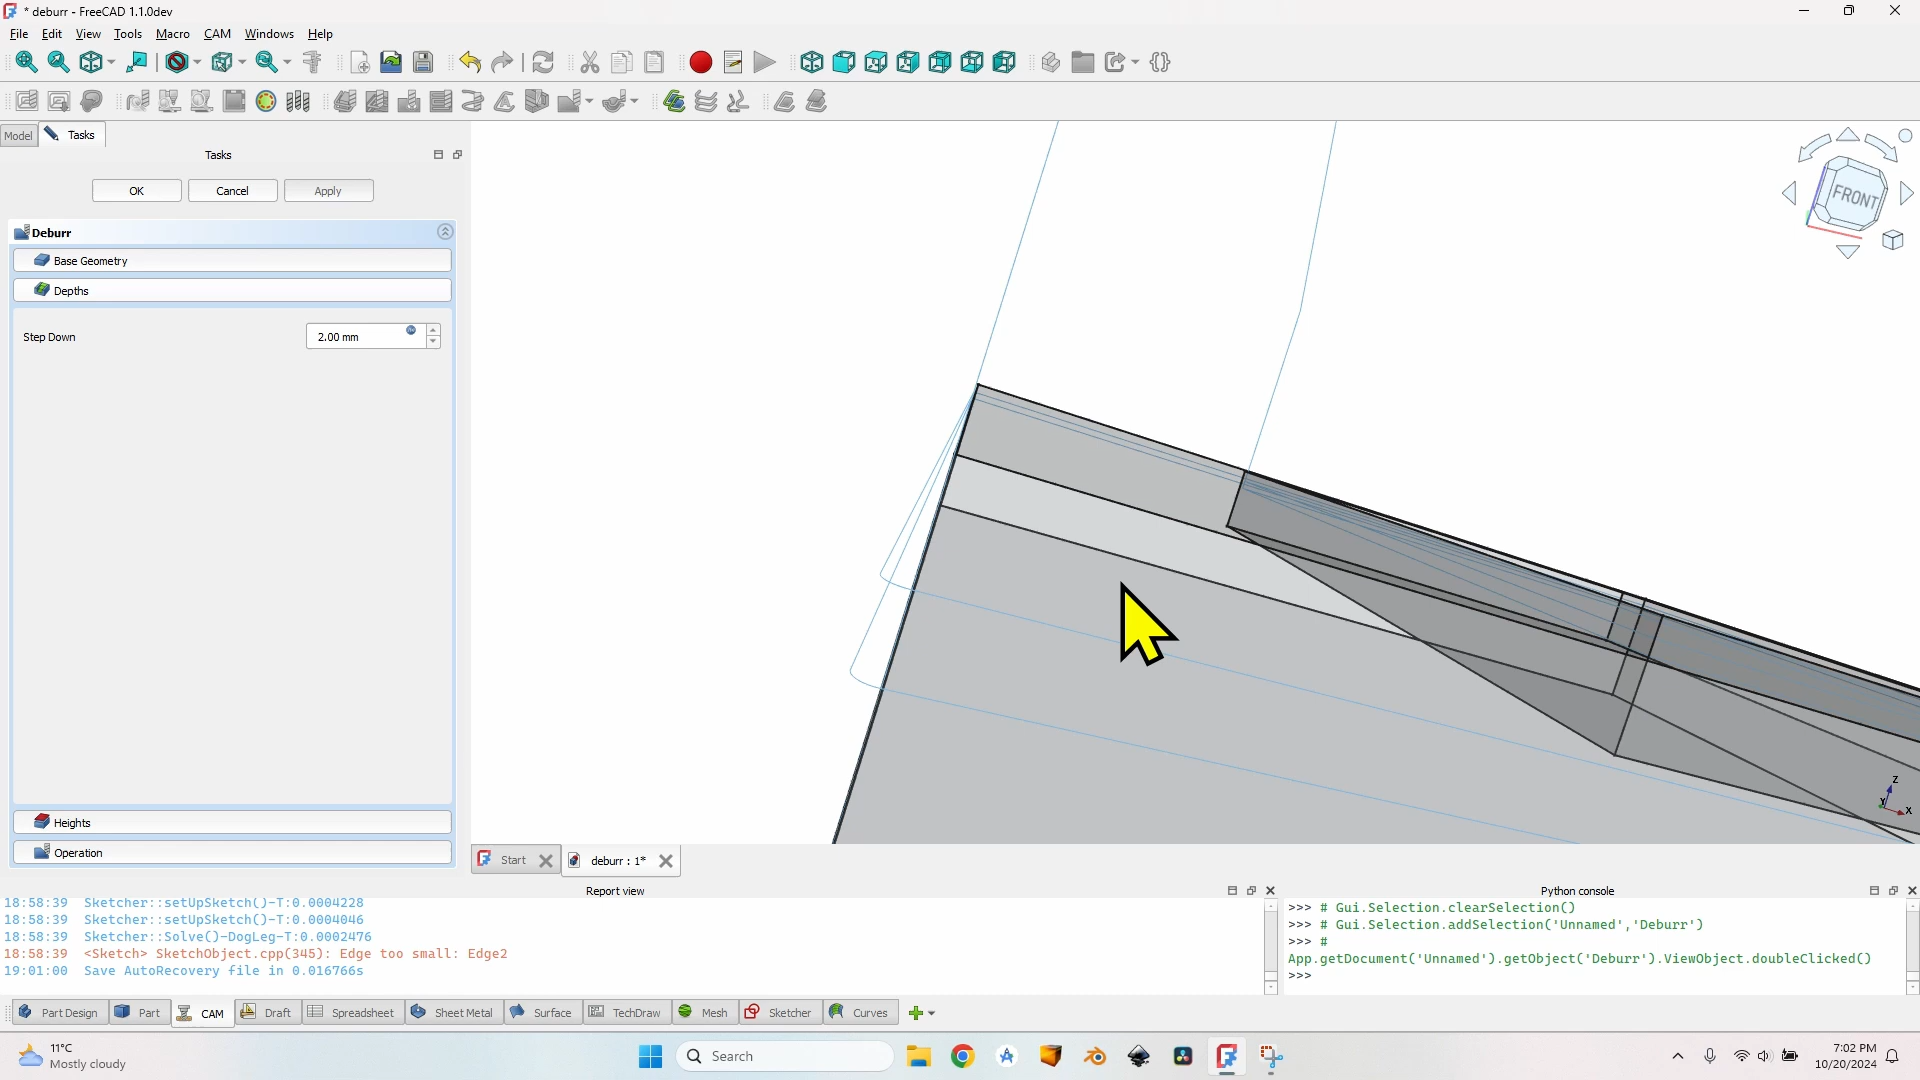 * deburr - FreeCAD 1.1.0dev
File Edit View Tools Macro CAM Windows Help
Model Tasks
Tasks
OK Cancel Apply
Deburr
Base Geometry
Depths
Step Down 2.00 mm
Heights
Operation
FRONT
Z
Y
X
Start deburr : 1*
Report view
18:58:39 Sketcher::setUpSketch()-T:0.0004228
18:58:39 Sketcher::setUpSketch()-T:0.0004046
18:58:39 Sketcher::Solve()-DogLeg-T:0.0002476
18:58:39 <Sketch> SketchObject.cpp(345): Edge too small: Edge2
19:01:00 Save AutoRecovery file in 0.016766s
Python console
>>> # Gui.Selection.clearSelection()
>>> # Gui.Selection.addSelection('Unnamed','Deburr')
>>> #
App.getDocument('Unnamed').getObject('Deburr').ViewObject.doubleClicked()
>>>
Part Design Part CAM Draft Spreadsheet Sheet Metal Surface TechDraw Mesh Sketcher Curves
11°C
Mostly cloudy
Search
7:02 PM
10/20/2024